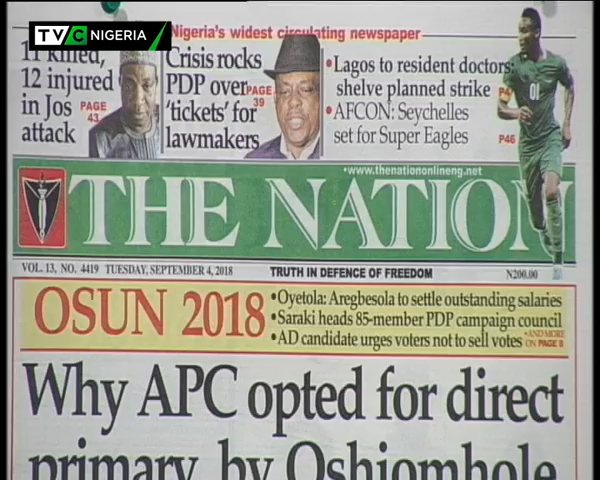 TVC NIGERIA
Nigeria's widest circulating newspaper
11 killed,
12 injured
in Jos
attack
PAGE
43
Crisis rocks
PDP over
'tickets' for
lawmakers
PAGE
39
•Lagos to resident doctors:
shelve planned strike
•AFCON: Seychelles
set for Super Eagles
P46
01
•www.thenationonlineng.net
THE NATION
VOL. 13, NO. 4419 TUESDAY, SEPTEMBER 4, 2018
TRUTH IN DEFENCE OF FREEDOM
N200.00
OSUN 2018
•Oyetola: Aregbesola to settle outstanding salaries
•Saraki heads 85-member PDP campaign council
•AD candidate urges voters not to sell votes
•AND MORE
ON PAGE 8
Why APC opted for direct
primary, by Oshiomhole